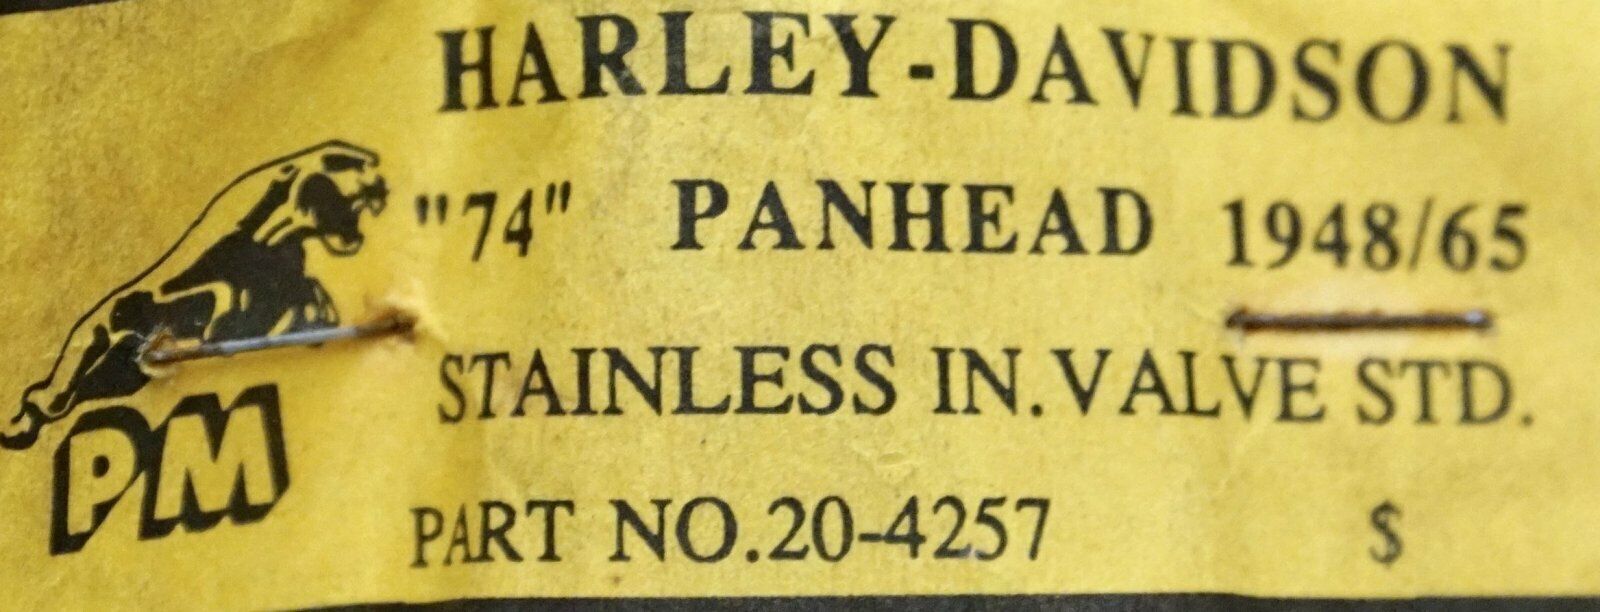 HARLEY-DAVIDSON
"74" PANHEAD 1948/65
STAINLESS IN. VALVE STD.
PART NO.20-4257 $
PM